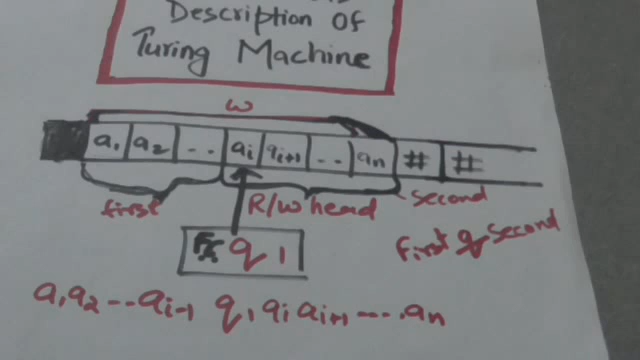 Description of
Turing Machine
w
a1 a2 .. ai ai+1 .. an # #
first R/w head second
q1
first q second
a1a2--ai-1 q1 ai ai+1 ----.an